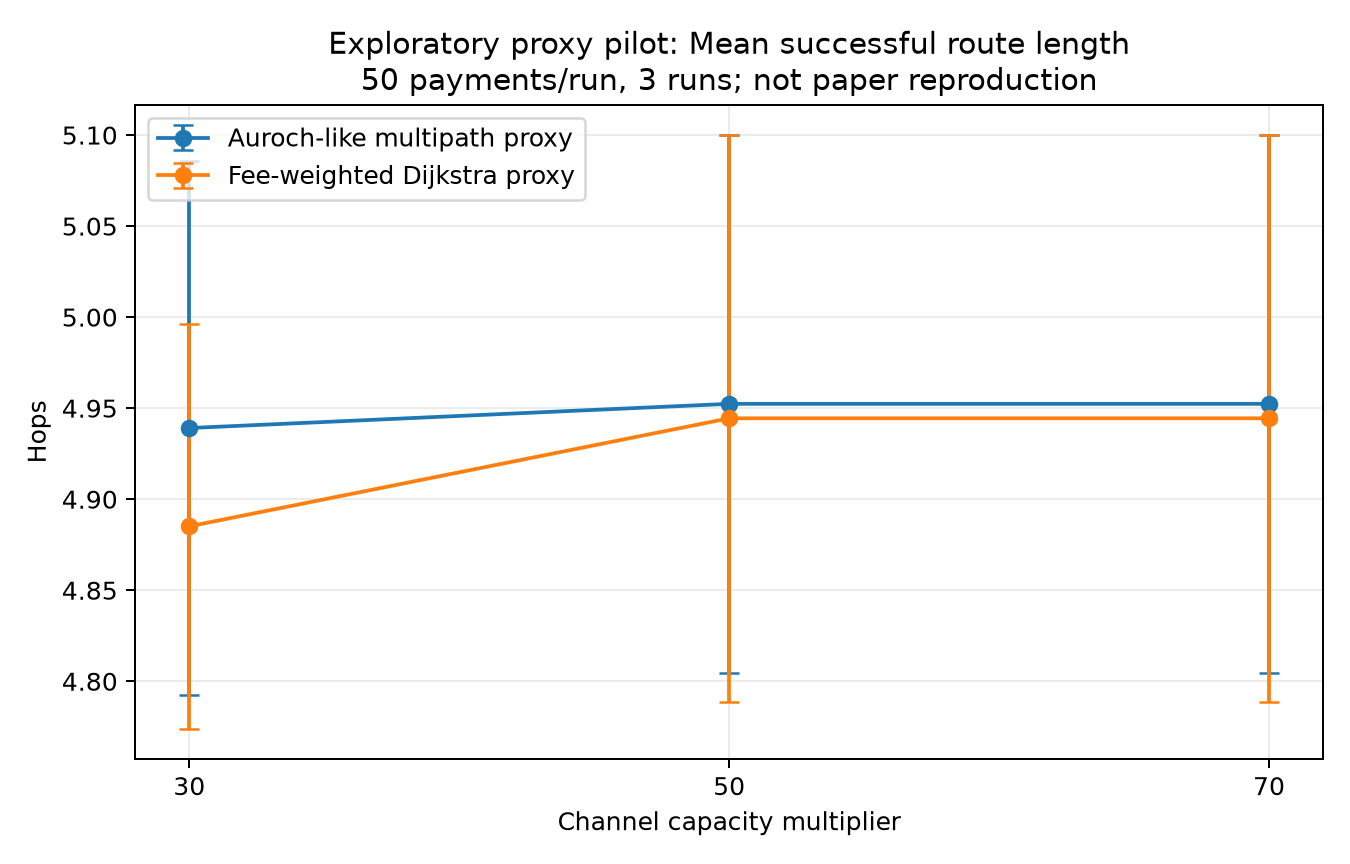 Exploratory proxy pilot: Mean successful route length
50 payments/run, 3 runs; not paper reproduction
Auroch-like multipath proxy
Fee-weighted Dijkstra proxy
5.10
5.05
5.00
4.95
4.90
4.85
4.80
Hops
30
50
70
Channel capacity multiplier